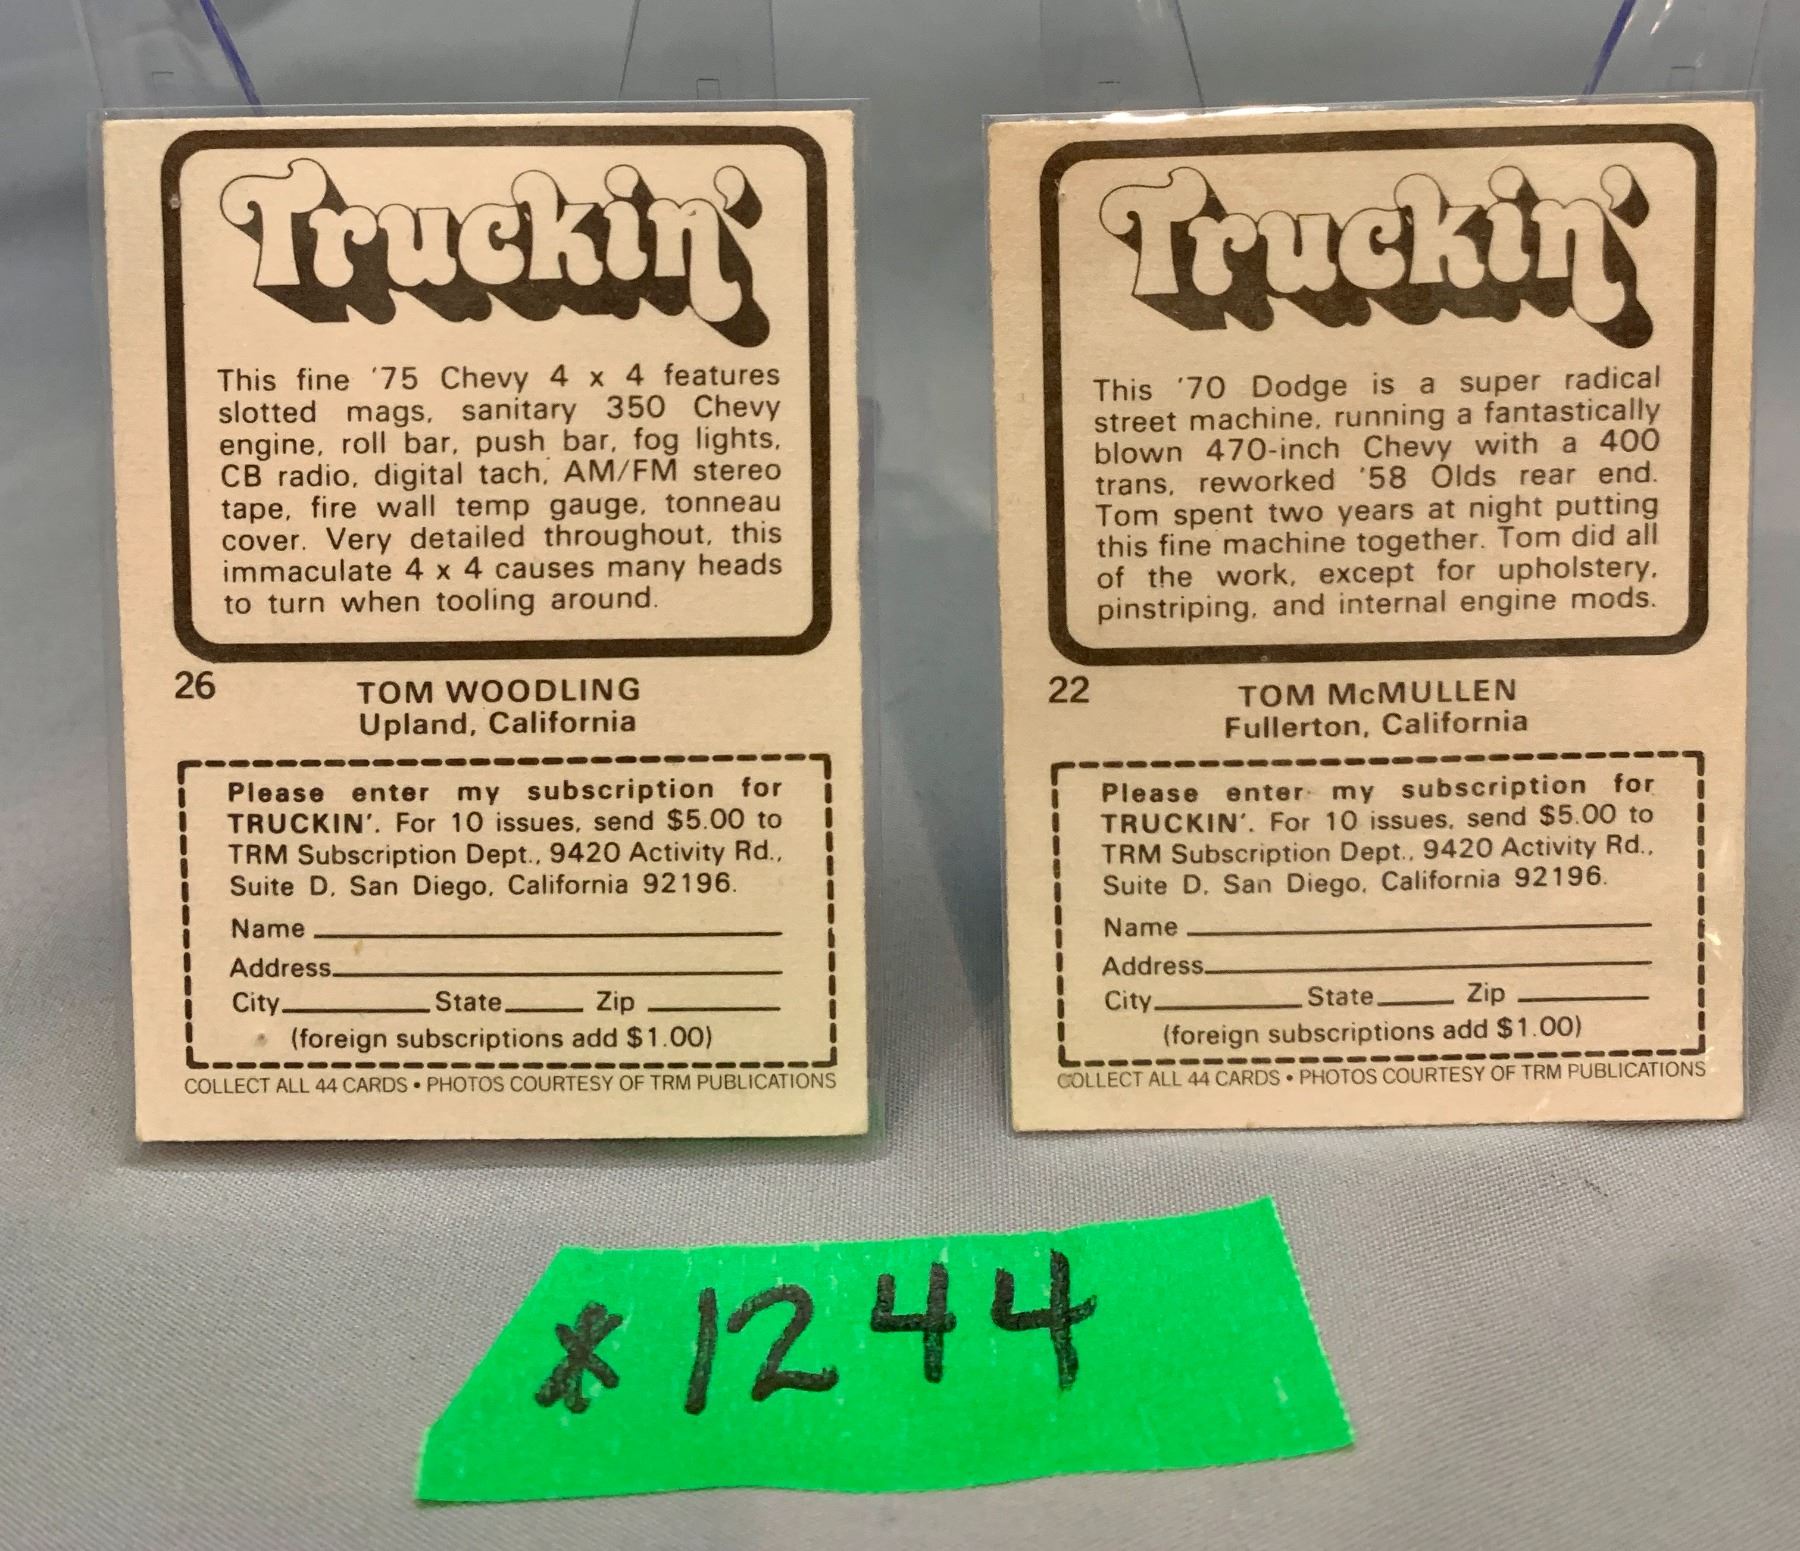 Truckin'
This fine '75 Chevy 4 x 4 features
slotted mags, sanitary 350 Chevy
engine, roll bar, push bar, fog lights,
CB radio, digital tach, AM/FM stereo
tape, fire wall temp gauge, tonneau
cover. Very detailed throughout, this
immaculate 4 x 4 causes many heads
to turn when tooling around.
26
TOM WOODLING
Upland, California
Please enter my subscription for
TRUCKIN'. For 10 issues, send $5.00 to
TRM Subscription Dept., 9420 Activity Rd.,
Suite D, San Diego, California 92196.
Name
Address
City State Zip
(foreign subscriptions add $1.00)
COLLECT ALL 44 CARDS • PHOTOS COURTESY OF TRM PUBLICATIONS
Truckin'
This '70 Dodge is a super radical
street machine, running a fantastically
blown 470-inch Chevy with a 400
trans, reworked '58 Olds rear end.
Tom spent two years at night putting
this fine machine together. Tom did all
of the work, except for upholstery,
pinstriping, and internal engine mods.
22
TOM McMULLEN
Fullerton, California
Please enter my subscription for
TRUCKIN'. For 10 issues, send $5.00 to
TRM Subscription Dept., 9420 Activity Rd.,
Suite D, San Diego, California 92196.
Name
Address
City State Zip
(foreign subscriptions add $1.00)
COLLECT ALL 44 CARDS • PHOTOS COURTESY OF TRM PUBLICATIONS
* 1244